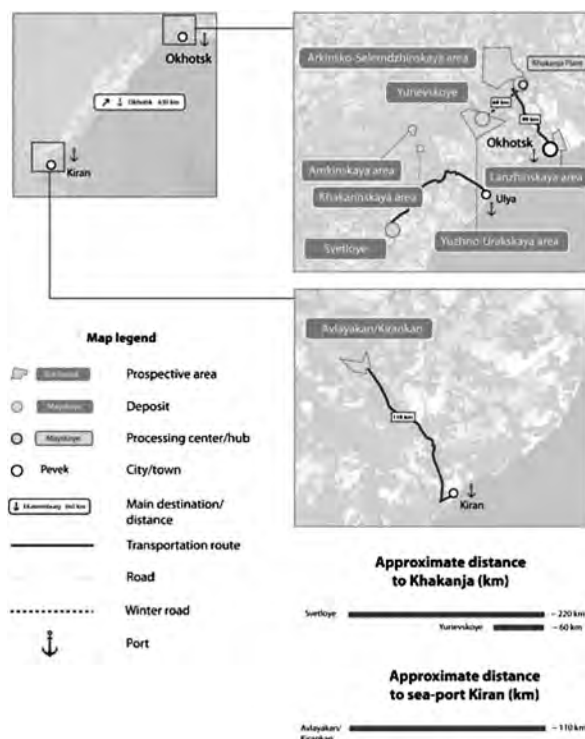 Okhotsk
Okhotsk 630 km
Kiran
Arkinsko-Selemdzhinskaya area
Khakanja Plant
Yurievskoye
Okhotsk
Amkinskaya area
Lanzhinskaya area
Khakarinskaya area
Ulya
Svetloye
Yuzhno-Urakskaya area
Avlayakan/Kirankan
110 km
Kiran
Map legend
Prospective area
Mayskoye
Deposit
Mayskoye
Processing center/hub
Pevek
City/town
Main destination/
distance
Transportation route
Road
Winter road
Port
Approximate distance
to Khakanja (km)
Svetloye
~ 220 km
Yurievskoye
~ 60 km
Approximate distance
to sea-port Kiran (km)
Avlayakan/
Kirankan
~ 110 km